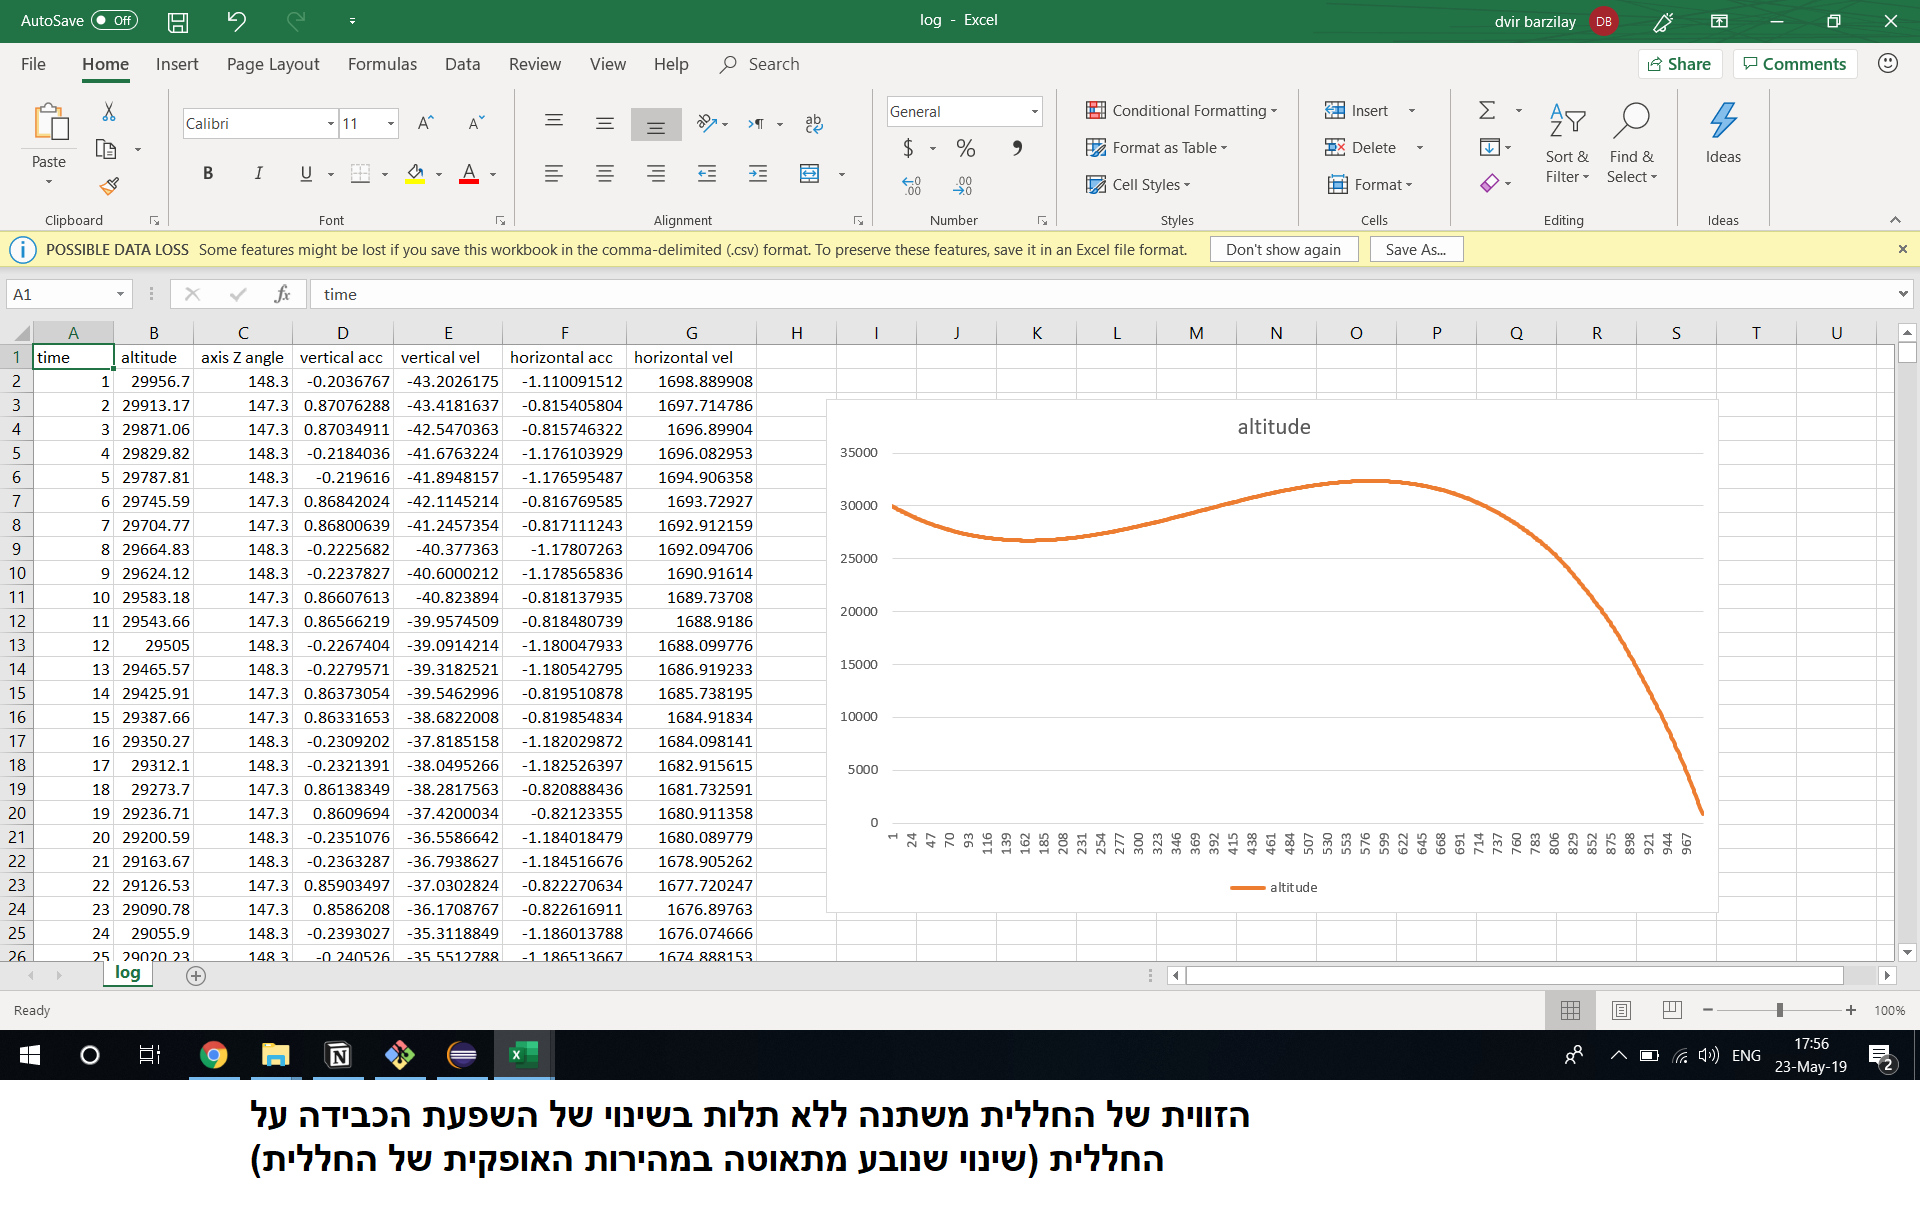 AutoSave Off
log - Excel
dvir barzilay DB
File Home Insert Page Layout Formulas Data Review View Help Search Share Comments
Paste Calibri 11 General
B I U
Conditional Formatting
Format as Table
Cell Styles
Insert
Delete
Format
Sort & Filter
Find & Select
Ideas
Clipboard Font Alignment Number Styles Cells Editing Ideas
POSSIBLE DATA LOSS Some features might be lost if you save this workbook in the comma-delimited (.csv) format. To preserve these features, save it in an Excel file format. Don't show again Save As...
A1 fx time
A B C D E F G H I J K L M N O P Q R S T U
1 time altitude axis Z angle vertical acc vertical vel horizontal acc horizontal vel
2 1 29956.7 148.3 -0.2036767 -43.2026175 -1.110091512 1698.889908
3 2 29913.17 147.3 0.87076288 -43.4181637 -0.815405804 1697.714786
4 3 29871.06 147.3 0.87034911 -42.5470363 -0.815746322 1696.89904
5 4 29829.82 148.3 -0.2184036 -41.6763224 -1.176103929 1696.082953
6 5 29787.81 148.3 -0.219616 -41.8948157 -1.176595487 1694.906358
7 6 29745.59 147.3 0.86842024 -42.1145214 -0.816769585 1693.72927
8 7 29704.77 147.3 0.86800639 -41.2457354 -0.817111243 1692.912159
9 8 29664.83 148.3 -0.2225682 -40.377363 -1.17807263 1692.094706
10 9 29624.12 148.3 -0.2237827 -40.6000212 -1.178565836 1690.91614
11 10 29583.18 147.3 0.86607613 -40.823894 -0.818137935 1689.73708
12 11 29543.66 147.3 0.86566219 -39.9574509 -0.818480739 1688.9186
13 12 29505 148.3 -0.2267404 -39.0914214 -1.180047933 1688.099776
14 13 29465.57 148.3 -0.2279571 -39.3182521 -1.180542795 1686.919233
15 14 29425.91 147.3 0.86373054 -39.5462996 -0.819510878 1685.738195
16 15 29387.66 147.3 0.86331653 -38.6822008 -0.819854834 1684.91834
17 16 29350.27 148.3 -0.2309202 -37.8185158 -1.182029872 1684.098141
18 17 29312.1 148.3 -0.2321391 -38.0495266 -1.182526397 1682.915615
19 18 29273.7 147.3 0.86138349 -38.2817563 -0.820888436 1681.732591
20 19 29236.71 147.3 0.8609694 -37.4200034 -0.82123355 1680.911358
21 20 29200.59 148.3 -0.2351076 -36.5586642 -1.184018479 1680.089779
22 21 29163.67 148.3 -0.2363287 -36.7938627 -1.184516676 1678.905262
23 22 29126.53 147.3 0.85903497 -37.0302824 -0.822270634 1677.720247
24 23 29090.78 147.3 0.8586208 -36.1708767 -0.822616911 1676.89763
25 24 29055.9 148.3 -0.2393027 -35.3118849 -1.186013788 1676.074666
26 25 29020.23 148.3 -0.240526 -35.5512788 -1.186513667 1674.888153
altitude
35000
30000
25000
20000
15000
10000
5000
0
1 24 47 70 93 116 139 162 185 208 231 254 277 300 323 346 369 392 415 438 461 484 507 530 553 576 599 622 645 668 691 714 737 760 783 806 829 852 875 898 921 944 967
altitude
log
Ready 100%
ENG 17:56
23-May-19 2
הזווית של החללית משתנה ללא תלות בשינוי של השפעת הכבידה על
החללית (שינוי שנובע מתאוטה במהירות האופקית של החללית)